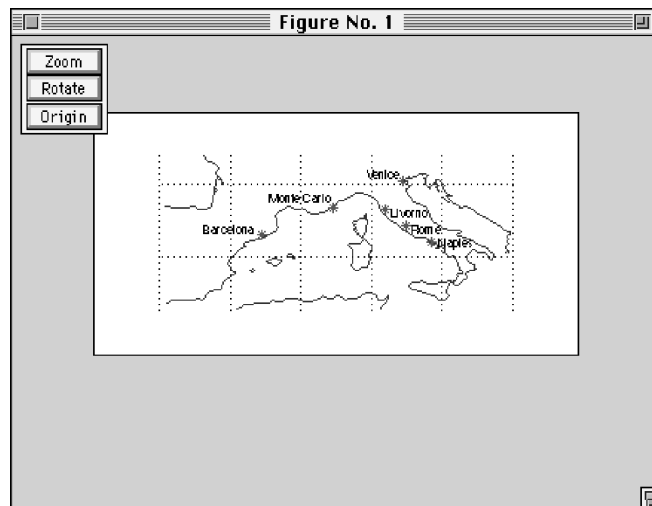 Figure No. 1
Zoom
Rotate
Origin
Venice
Monte Carlo
Livorno
Barcelona
Rome
Naples